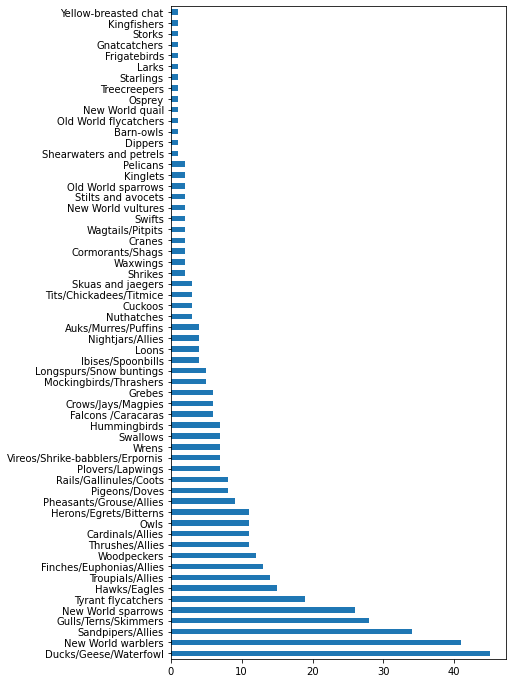 Yellow-breasted chat
Kingfishers
Storks
Gnatcatchers
Frigatebirds
Larks
Starlings
Treecreepers
Osprey
New World quail
Old World flycatchers
Barn-owls
Dippers
Shearwaters and petrels
Pelicans
Kinglets
Old World sparrows
Stilts and avocets
New World vultures
Swifts
Wagtails/Pitpits
Cranes
Cormorants/Shags
Waxwings
Shrikes
Skuas and jaegers
Tits/Chickadees/Titmice
Cuckoos
Nuthatches
Auks/Murres/Puffins
Nightjars/Allies
Loons
Ibises/Spoonbills
Longspurs/Snow buntings
Mockingbirds/Thrashers
Grebes
Crows/Jays/Magpies
Falcons /Caracaras
Hummingbirds
Swallows
Wrens
Vireos/Shrike-babblers/Erpornis
Plovers/Lapwings
Rails/Gallinules/Coots
Pigeons/Doves
Pheasants/Grouse/Allies
Herons/Egrets/Bitterns
Owls
Cardinals/Allies
Thrushes/Allies
Woodpeckers
Finches/Euphonias/Allies
Troupials/Allies
Hawks/Eagles
Tyrant flycatchers
New World sparrows
Gulls/Terns/Skimmers
Sandpipers/Allies
New World warblers
Ducks/Geese/Waterfowl
0 10 20 30 40